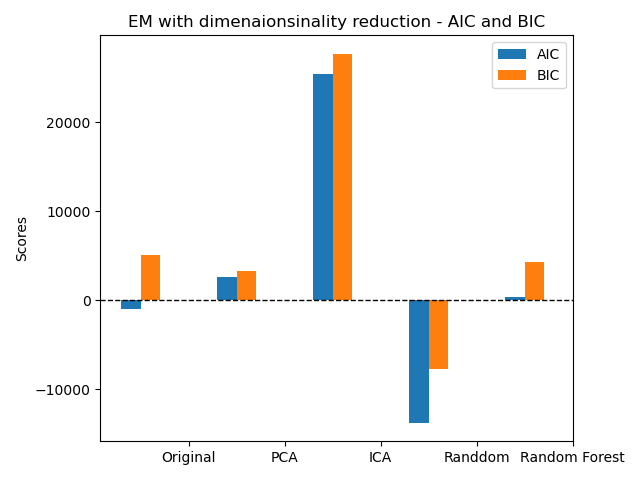 EM with dimenaionsinality reduction - AIC and BIC
AIC
BIC
Scores
20000
10000
0
−10000
Original PCA ICA Randdom Random Forest